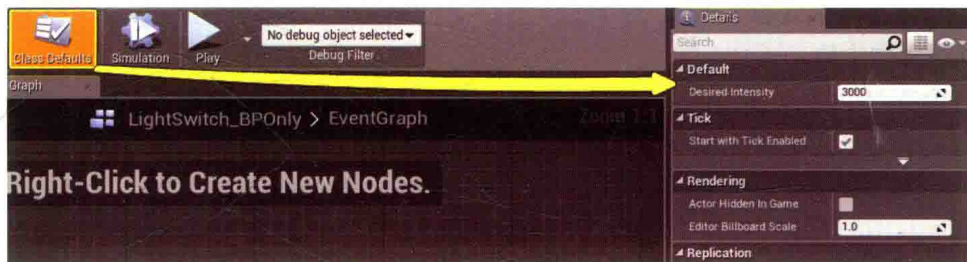 Class Defaults
Simulation
Play
No debug object selected
Debug Filter
Graph
LightSwitch_BPOnly > EventGraph
Zoom 1:1
Right-Click to Create New Nodes.
Details
Search
Default
Desired Intensity 3000
Tick
Start with Tick Enabled
Rendering
Actor Hidden In Game
Editor Billboard Scale 1.0
Replication